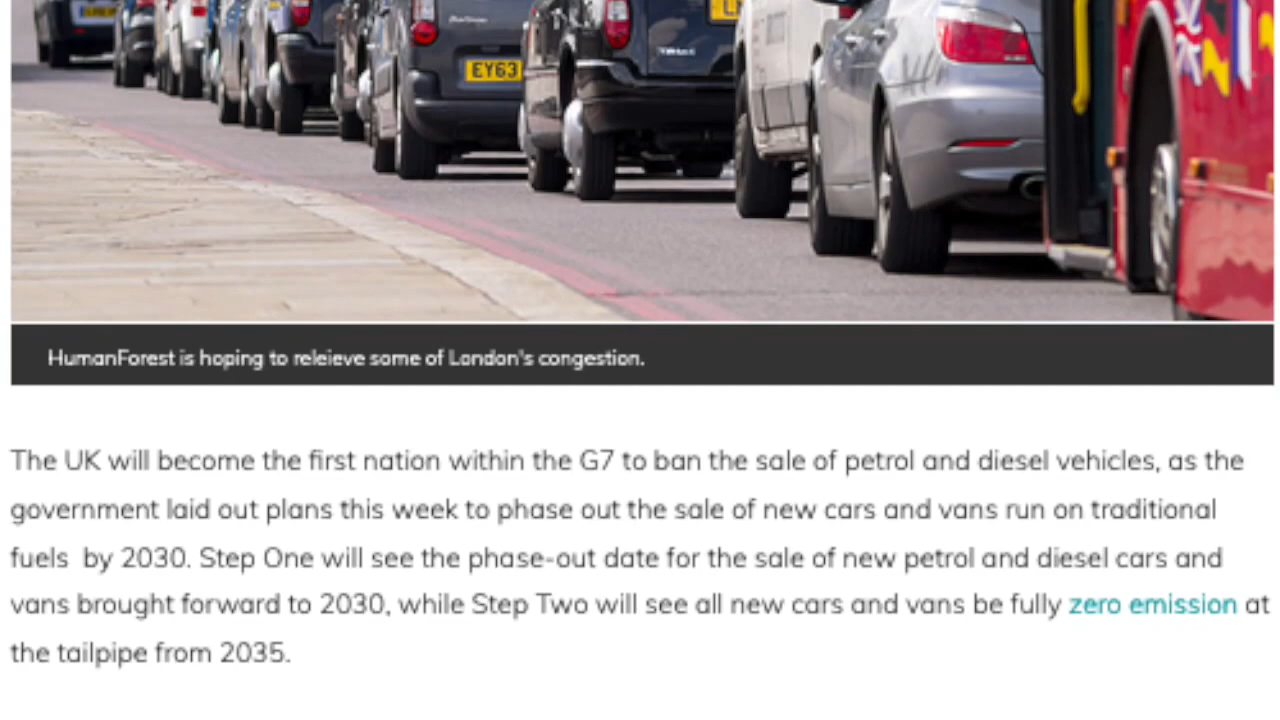 EY63
HumanForest is hoping to releieve some of London's congestion.
The UK will become the first nation within the G7 to ban the sale of petrol and diesel vehicles, as the
government laid out plans this week to phase out the sale of new cars and vans run on traditional
fuels  by 2030. Step One will see the phase-out date for the sale of new petrol and diesel cars and
vans brought forward to 2030, while Step Two will see all new cars and vans be fully zero emission at
the tailpipe from 2035.